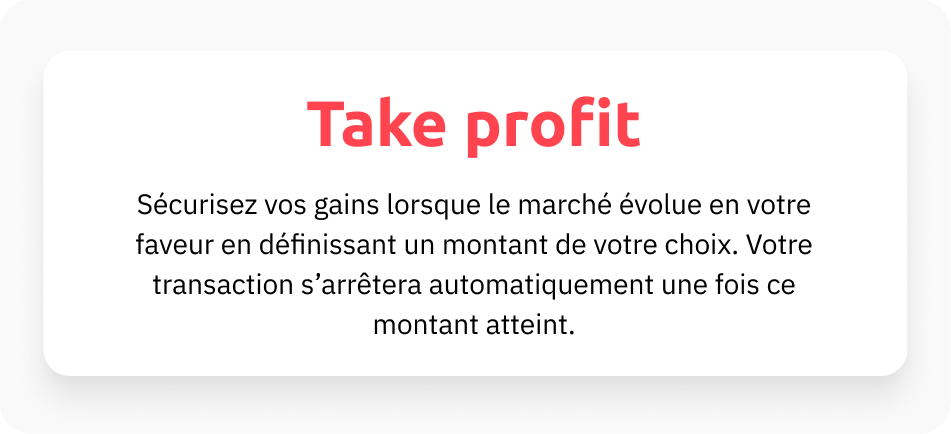 Take profit
Sécurisez vos gains lorsque le marché évolue en votre
faveur en définissant un montant de votre choix. Votre
transaction s’arrêtera automatiquement une fois ce
montant atteint.